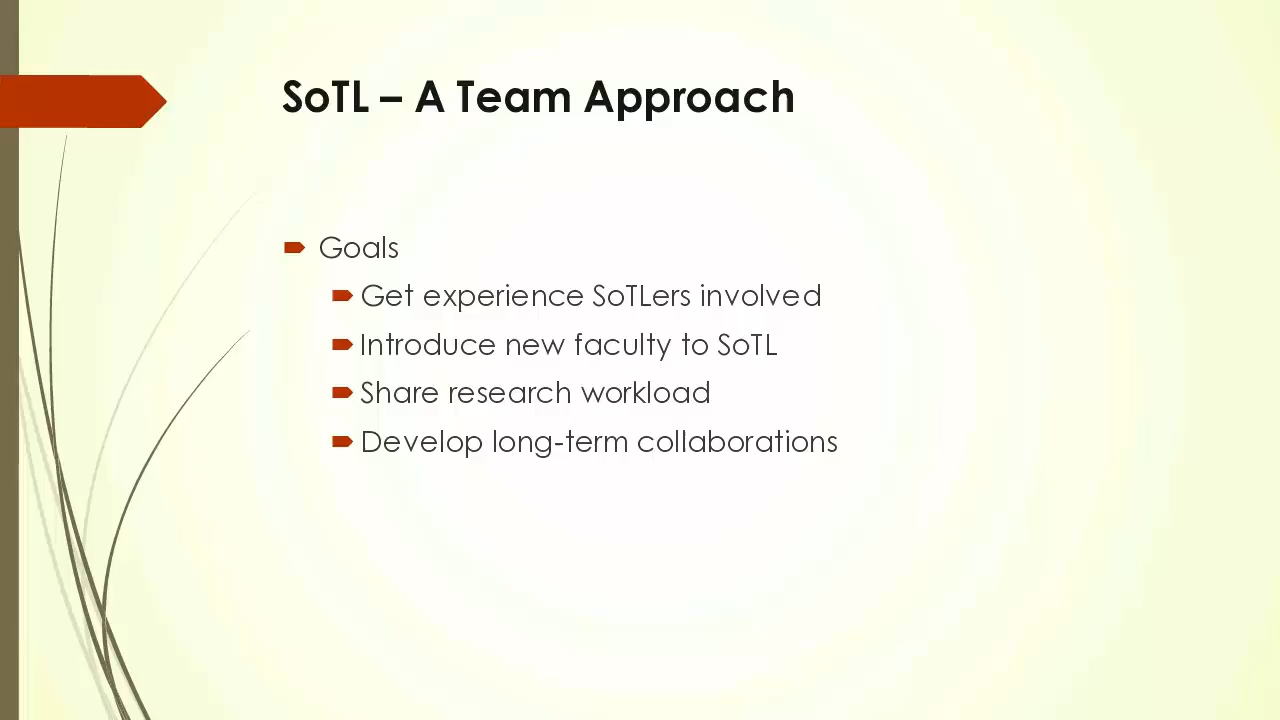 SoTL – A Team Approach
Goals
Get experience SoTLers involved
Introduce new faculty to SoTL
Share research workload
Develop long-term collaborations